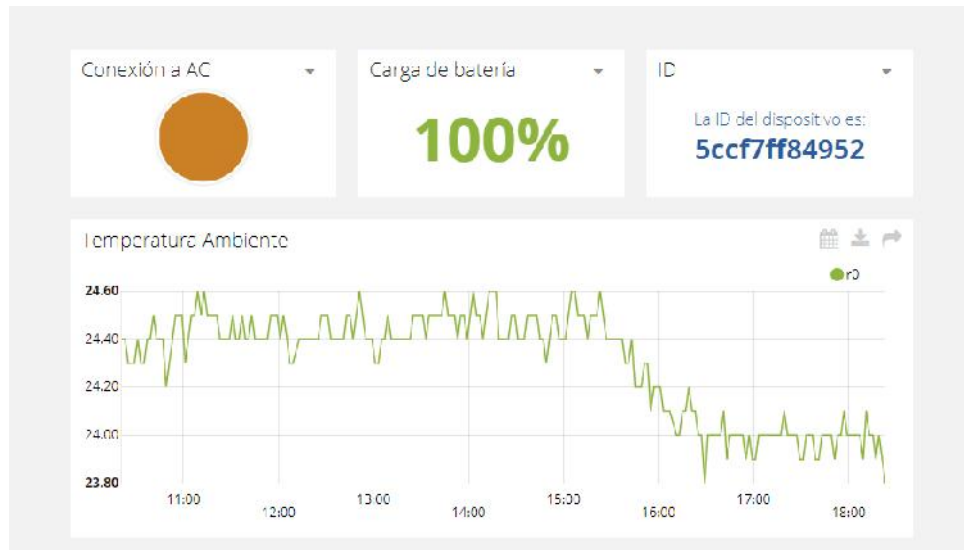 Conexión a AC
Carga de batería
ID
100%
La ID del dispositivo es:
5ccf7ff84952
Temperatura Ambiente
r0
24.60
24.40
24.20
24.00
23.80
11:00
12:00
13:00
14:00
15:00
16:00
17:00
18:00